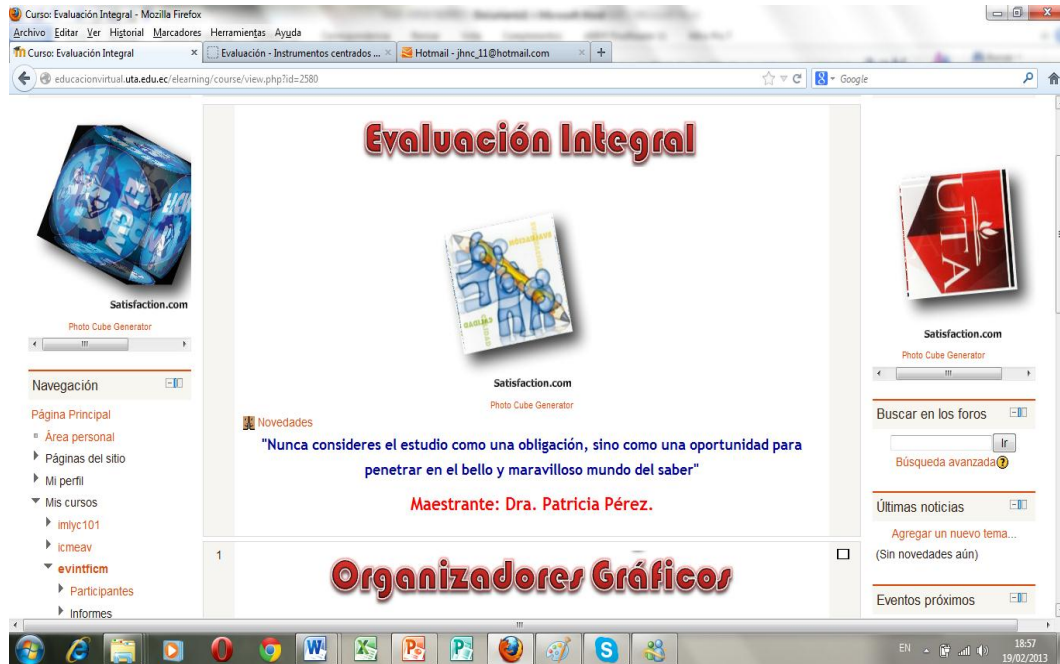 Curso: Evaluación Integral - Mozilla Firefox
Archivo Editar Ver Historial Marcadores Herramientas Ayuda
Curso: Evaluación Integral
Evaluación - Instrumentos centrados ...
Hotmail - jhnc_11@hotmail.com
educacionvirtual.uta.edu.ec/elearning/course/view.php?id=2580
Google
Satisfaction.com
Photo Cube Generator
Navegación
Página Principal
Área personal
Páginas del sitio
Mi perfil
Mis cursos
imlyc101
icmeav
evintficm
Participantes
Informes
Evaluación Integral
CALIDAD
Satisfaction.com
Photo Cube Generator
Novedades
"Nunca consideres el estudio como una obligación, sino como una oportunidad para
penetrar en el bello y maravilloso mundo del saber"
Maestrante: Dra. Patricia Pérez.
1
Organizadores Gráficos
UTA
Satisfaction.com
Photo Cube Generator
Buscar en los foros
Ir
Búsqueda avanzada
Últimas noticias
Agregar un nuevo tema...
(Sin novedades aún)
Eventos próximos
EN
18:57
19/02/2013